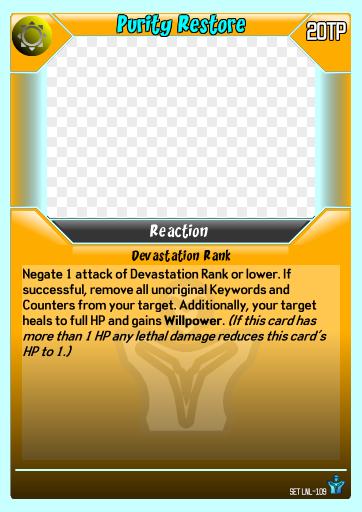 Purity Restore
20TP
Reaction
Devastation Rank
Negate 1 attack of Devastation Rank or lower. If
successful, remove all unoriginal Keywords and
Counters from your target. Additionally, your target
heals to full HP and gains Willpower. (If this card has
more than 1 HP any lethal damage reduces this card's
HP to 1.)
SET LNL-109